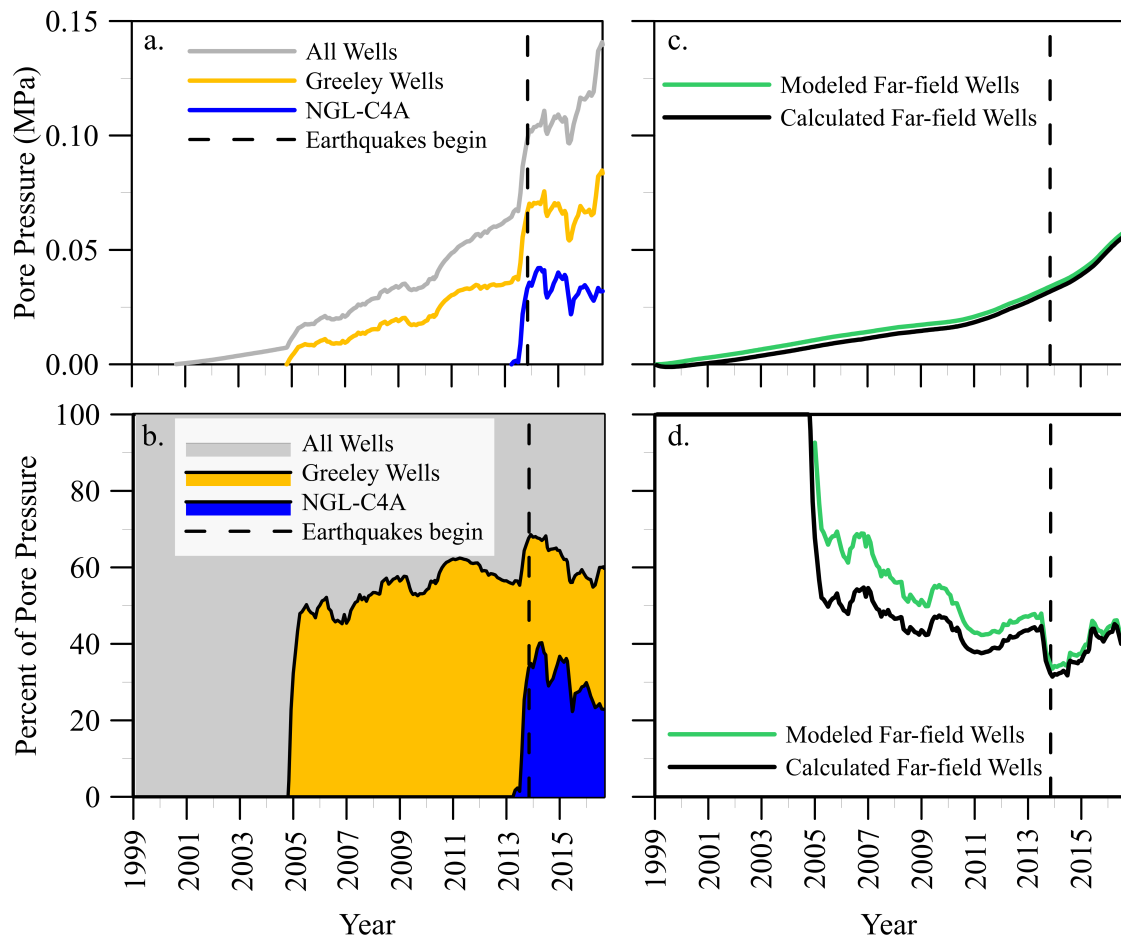 0.15
a.
All Wells
Greeley Wells
NGL-C4A
Earthquakes begin
0.10
0.05
0.00
Pore Pressure (MPa)
c.
Modeled Far-field Wells
Calculated Far-field Wells
100
b.
All Wells
Greeley Wells
NGL-C4A
Earthquakes begin
80
60
40
20
0
Percent of Pore Pressure
1999
2001
2003
2005
2007
2009
2011
2013
2015
Year
d.
Modeled Far-field Wells
Calculated Far-field Wells
1999
2001
2003
2005
2007
2009
2011
2013
2015
Year